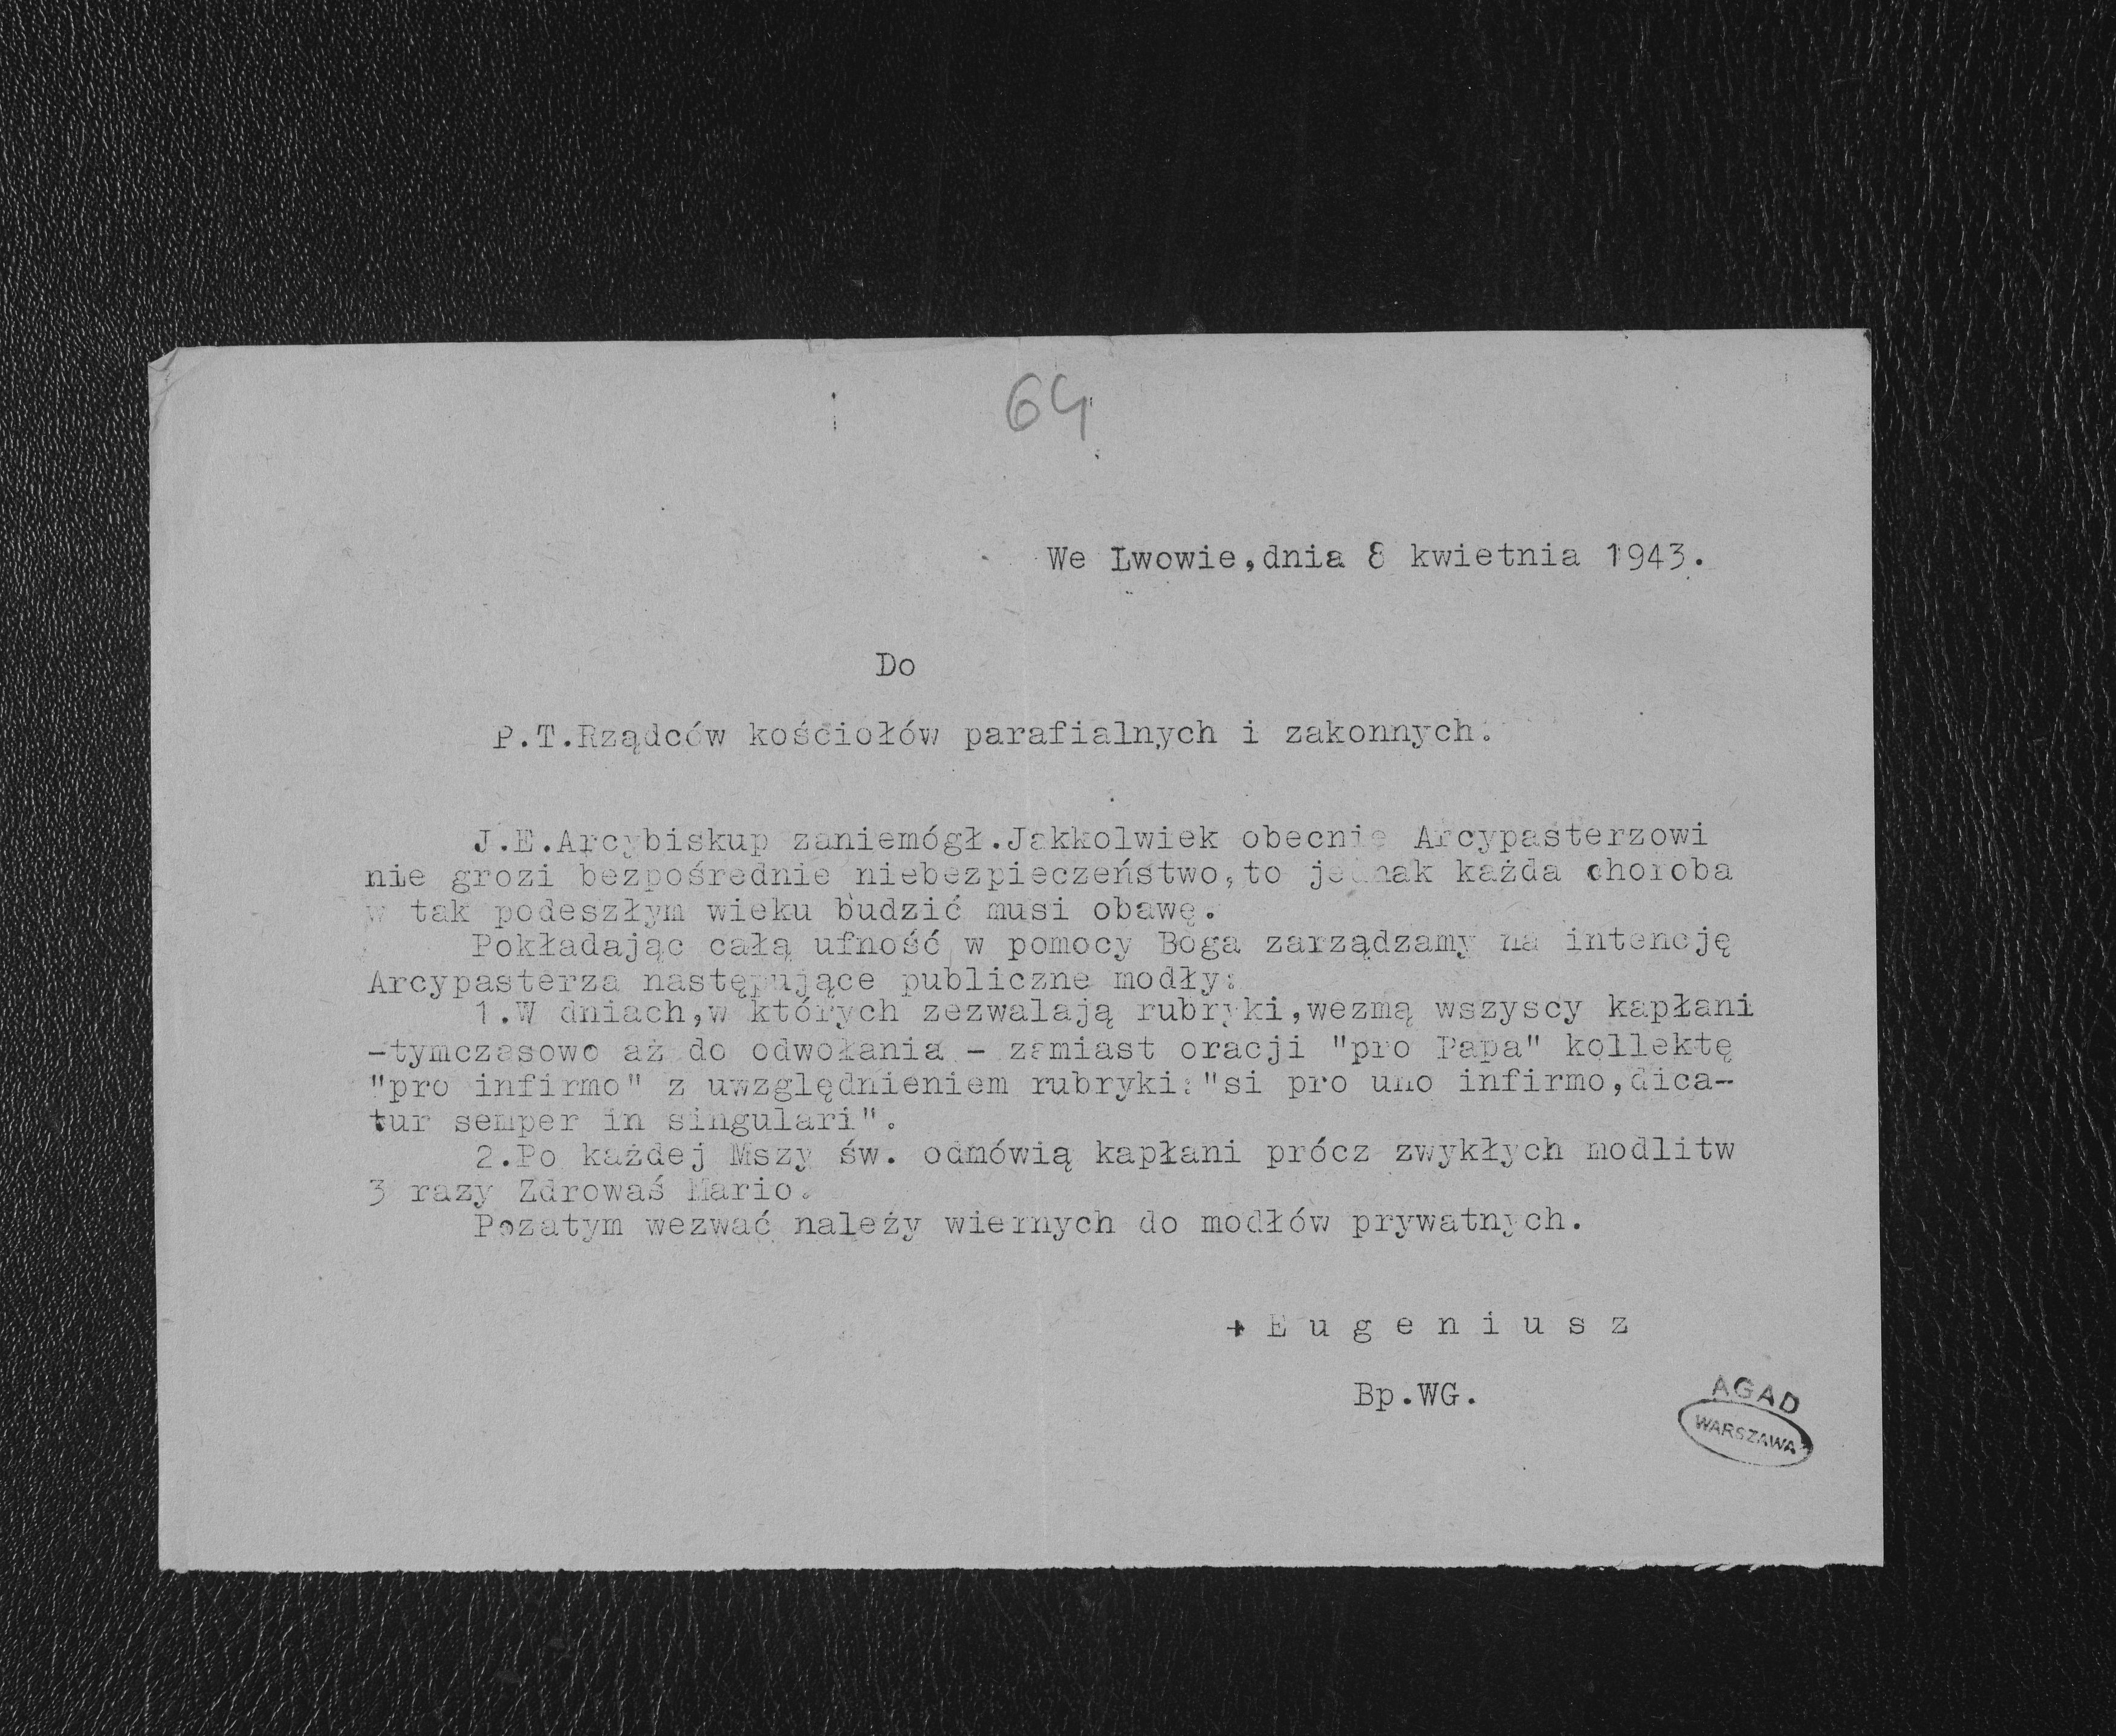 64
We Lwowie,dnia 8 kwietnia 1943.
Do
P.T.Rządców kościołów parafialnych i zakonnych.
J.E.Arcybiskup zaniemógł.Jakkolwiek obecnie Arcypasterzowi
nie grozi bezpośrednie niebezpieczeństwo,to jednak każda choroba
w tak podeszłym wieku budzić musi obawę.
Pokładając całą ufność w pomocy Boga zarządzamy na intencję
Arcypasterza następujące publiczne modły:
1.W dniach,w których zezwalają rubryki,wezmą wszyscy kapłani
-tymczasowo aż do odwołania - zamiast oracji "pro Papa" kollektę
"pro infirmo" z uwzględnieniem rubryki:"si pro uno infirmo,dica-
tur semper in singulari".
2.Po każdej Mszy św. odmówią kapłani prócz zwykłych modlitw
3 razy Zdrowaś Mario.
Pozatym wezwać należy wiernych do modłów prywatnych.
+ E u g e n i u s z
Bp.WG.
AGAD
WARSZAWA